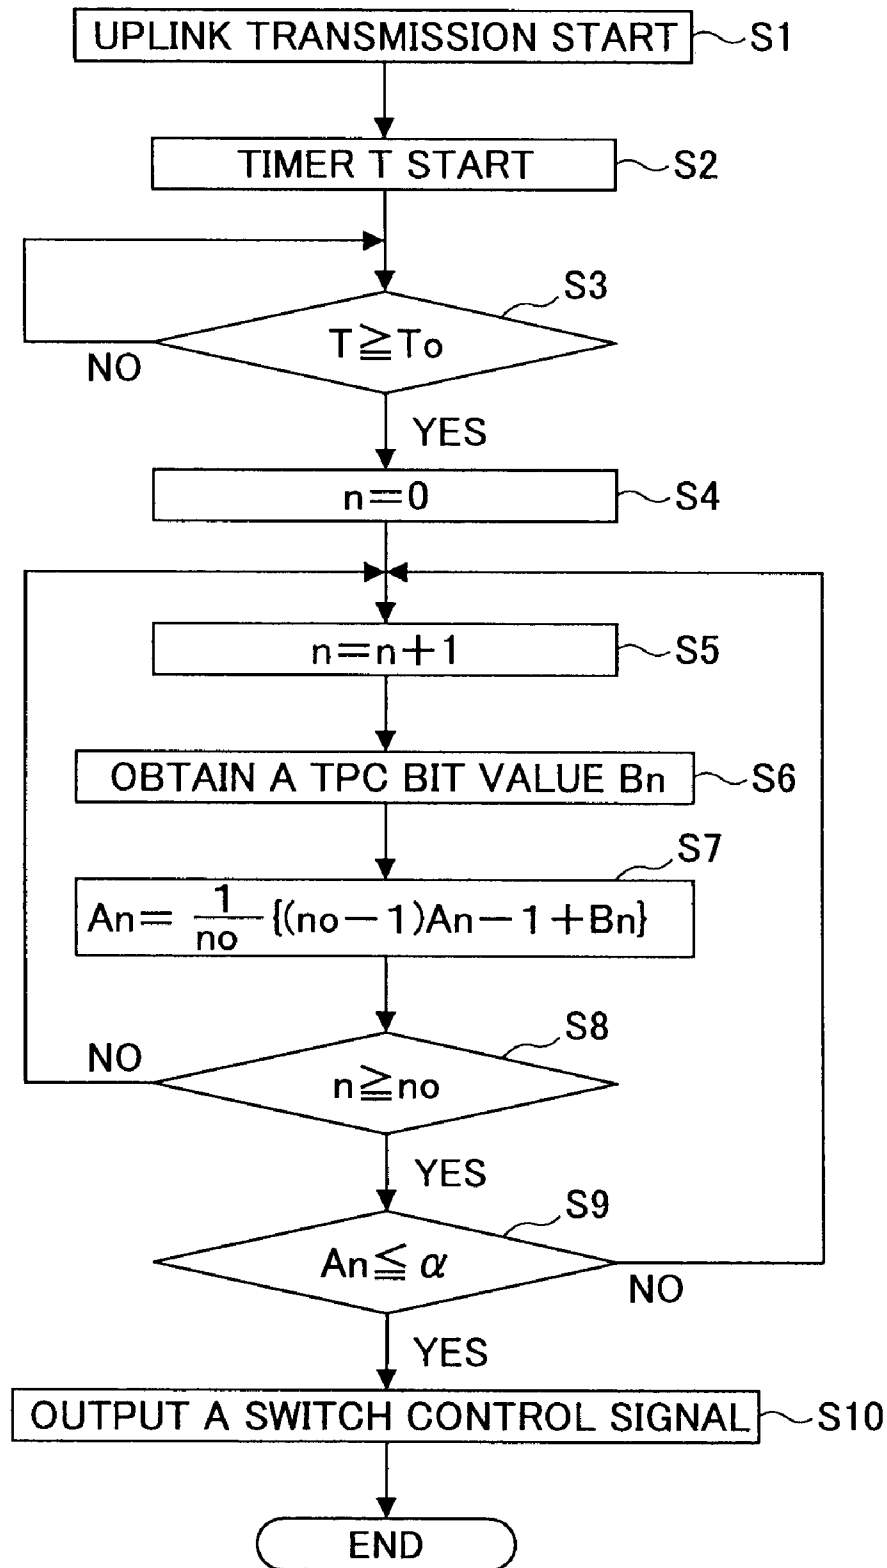 UPLINK TRANSMISSION START S1
TIMER T START S2
S3
T≧To
NO
YES
n=0 S4
n=n+1 S5
OBTAIN A TPC BIT VALUE Bn S6
S7
An= 1/no {(no-1)An-1+Bn}
S8
NO
n≧no
YES
S9
An≦α
NO
YES
OUTPUT A SWITCH CONTROL SIGNAL S10
END